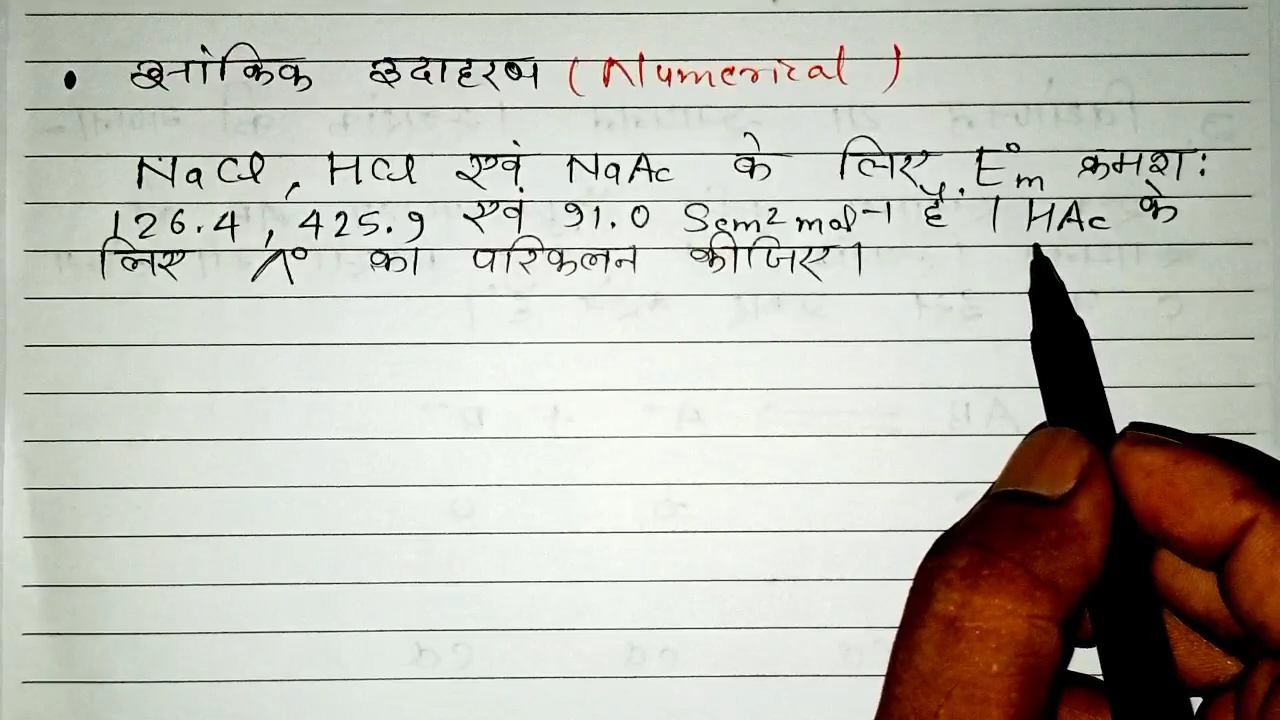 • आंकिक उदाहरण (Numerical)
NaCl, HCl एवं NaAc के लिए E°m क्रमश:
126.4, 425.9 एवं 91.0 Scm² mol⁻¹ है। HAc के
लिए Λ° का परिकलन कीजिए।